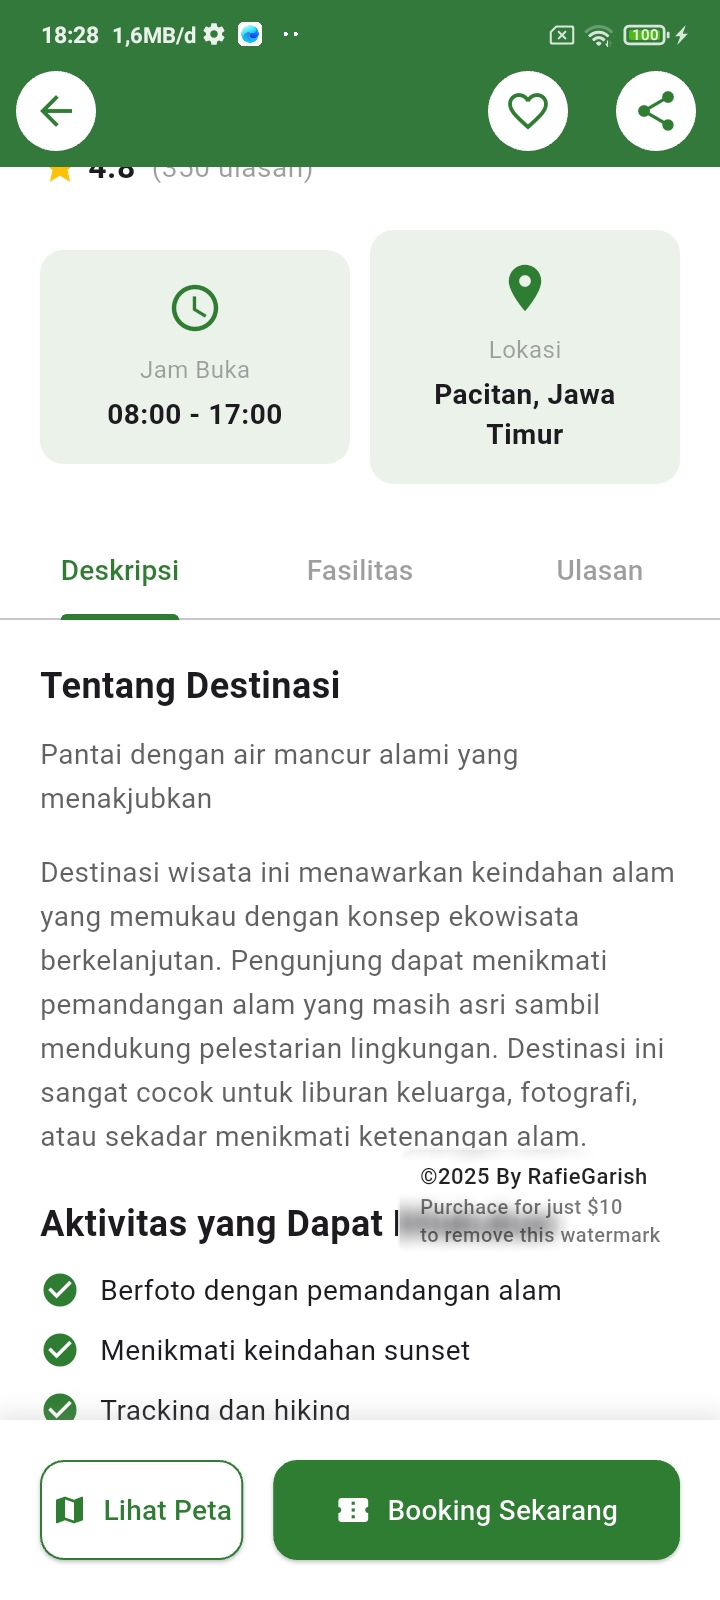 18:28 1,6MB/d
100
4.8 (350 ulasan)
Jam Buka
08:00 - 17:00
Lokasi
Pacitan, Jawa
Timur
Deskripsi
Fasilitas
Ulasan
Tentang Destinasi
Pantai dengan air mancur alami yang
menakjubkan
Destinasi wisata ini menawarkan keindahan alam
yang memukau dengan konsep ekowisata
berkelanjutan. Pengunjung dapat menikmati
pemandangan alam yang masih asri sambil
mendukung pelestarian lingkungan. Destinasi ini
sangat cocok untuk liburan keluarga, fotografi,
atau sekadar menikmati ketenangan alam.
©2025 By RafieGarish
Purchace for just $10
to remove this watermark
Aktivitas yang Dapat
Berfoto dengan pemandangan alam
Menikmati keindahan sunset
Tracking dan hiking
Lihat Peta
Booking Sekarang